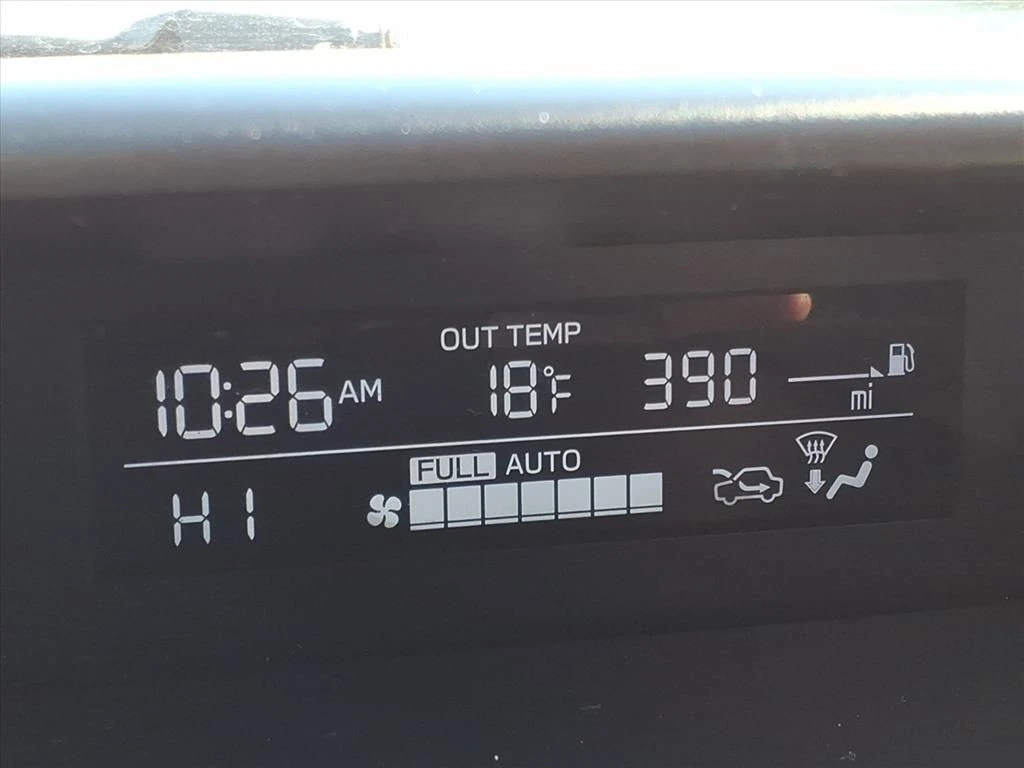 OUT TEMP
10:26 AM 18°F 390 mi
FULL AUTO
HI